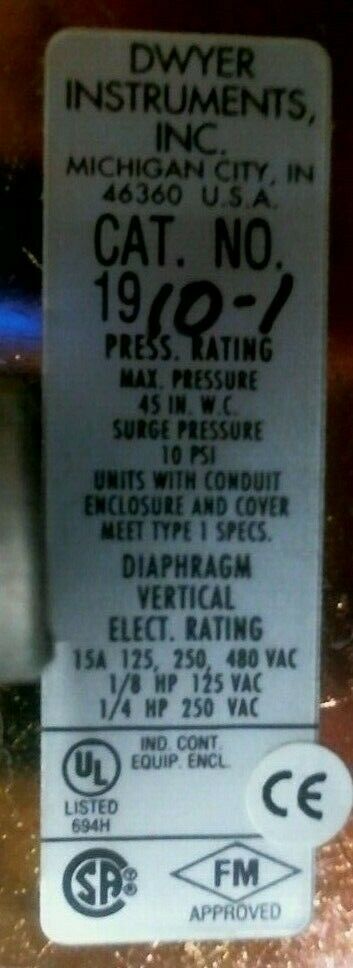 DWYER
INSTRUMENTS,
INC.
MICHIGAN CITY, IN
46360 U.S.A.
CAT. NO.
1910-1
PRESS. RATING
MAX. PRESSURE
45 IN. W.C.
SURGE PRESSURE
10 PSI
UNITS WITH CONDUIT
ENCLOSURE AND COVER
MEET TYPE 1 SPECS.
DIAPHRAGM
VERTICAL
ELECT. RATING
15A 125, 250, 480 VAC
1/8 HP 125 VAC
1/4 HP 250 VAC
UL
LISTED
694H
IND. CONT.
EQUIP. ENCL.
CE
SA
FM
APPROVED